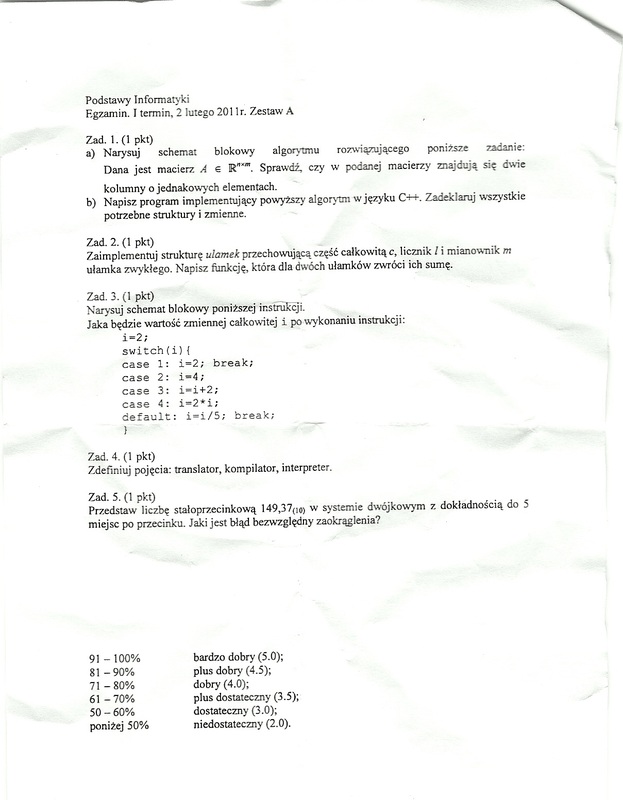 Podstawy Informatyki
Egzamin. I termin, 2 lutego 2011r. Zestaw A
Zad. 1. (1 pkt)
a) Narysuj schemat blokowy algorytmu rozwiązującego poniższe zadanie:
Dana jest macierz A ∈ ℝⁿˣᵐ. Sprawdź, czy w podanej macierzy znajdują się dwie
kolumny o jednakowych elementach.
b) Napisz program implementujący powyższy algorytm w języku C++. Zadeklaruj wszystkie
potrzebne struktury i zmienne.
Zad. 2. (1 pkt)
Zaimplementuj strukturę ulamek przechowującą część całkowitą c, licznik l i mianownik m
ułamka zwykłego. Napisz funkcję, która dla dwóch ułamków zwróci ich sumę.
Zad. 3. (1 pkt)
Narysuj schemat blokowy poniższej instrukcji.
Jaka będzie wartość zmiennej całkowitej i po wykonaniu instrukcji:
i=2;
switch(i){
case 1: i=2; break;
case 2: i=4;
case 3: i=i+2;
case 4: i=2*i;
default: i=i/5; break;
}
Zad. 4. (1 pkt)
Zdefiniuj pojęcia: translator, kompilator, interpreter.
Zad. 5. (1 pkt)
Przedstaw liczbę stałoprzecinkową 149,37₍₁₀₎ w systemie dwójkowym z dokładnością do 5
miejsc po przecinku. Jaki jest błąd bezwzględny zaokrąglenia?
91 – 100% bardzo dobry (5.0);
81 – 90% plus dobry (4.5);
71 – 80% dobry (4.0);
61 – 70% plus dostateczny (3.5);
50 – 60% dostateczny (3.0);
poniżej 50% niedostateczny (2.0).